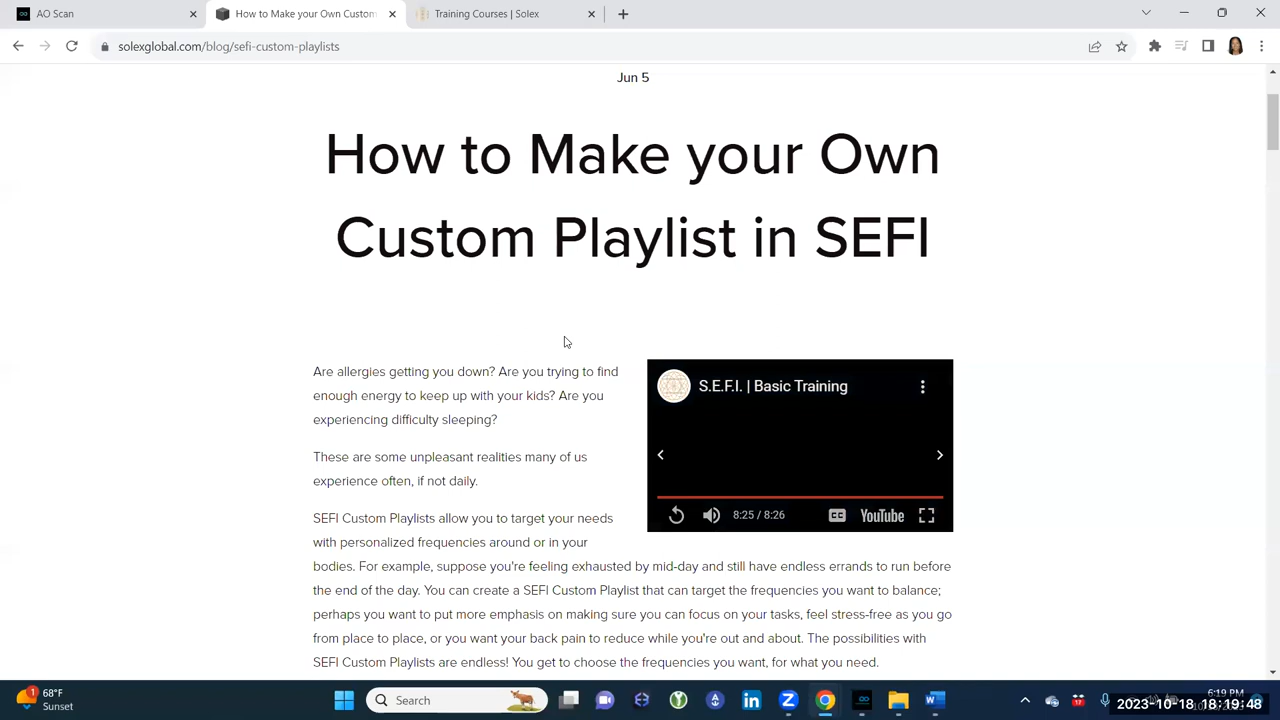 AO Scan
How to Make your Own Custom
Training Courses | Solex
solexglobal.com/blog/sefi-custom-playlists
Jun 5
How to Make your Own
Custom Playlist in SEFI
Are allergies getting you down? Are you trying to find
enough energy to keep up with your kids? Are you
experiencing difficulty sleeping?
These are some unpleasant realities many of us
experience often, if not daily.
S.E.F.I. | Basic Training
8:25 / 8:26
CC
YouTube
SEFI Custom Playlists allow you to target your needs
with personalized frequencies around or in your
bodies. For example, suppose you're feeling exhausted by mid-day and still have endless errands to run before
the end of the day. You can create a SEFI Custom Playlist that can target the frequencies you want to balance;
perhaps you want to put more emphasis on making sure you can focus on your tasks, feel stress-free as you go
from place to place, or you want your back pain to reduce while you're out and about. The possibilities with
SEFI Custom Playlists are endless! You get to choose the frequencies you want, for what you need.
1
68°F
Sunset
Search
6:19 PM
2023-10-18 18:19:48